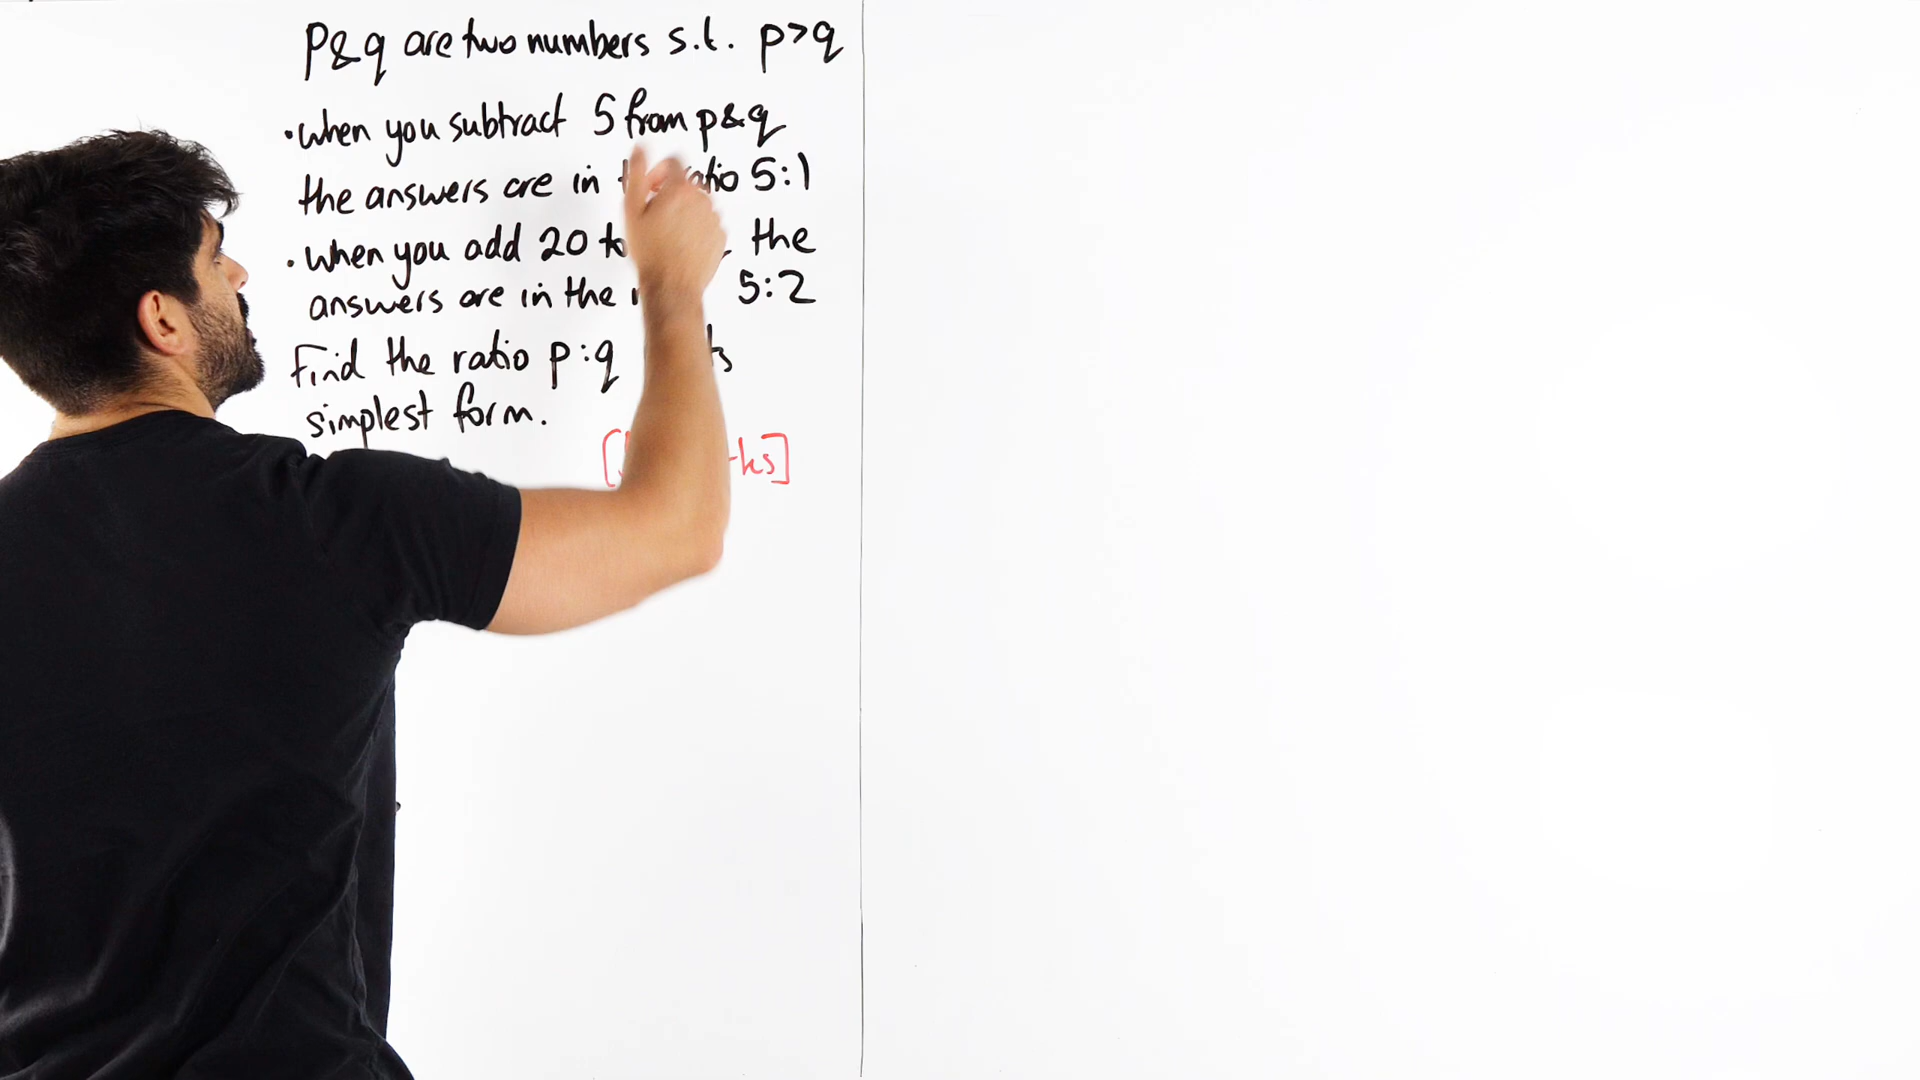 p&q are two numbers s.t. p>q
• When you subtract 5 from p&q
the answers are in ratio 5:1
• When you add 20 the
answers are in the 5:2
Find the ratio p:q
simplest form.